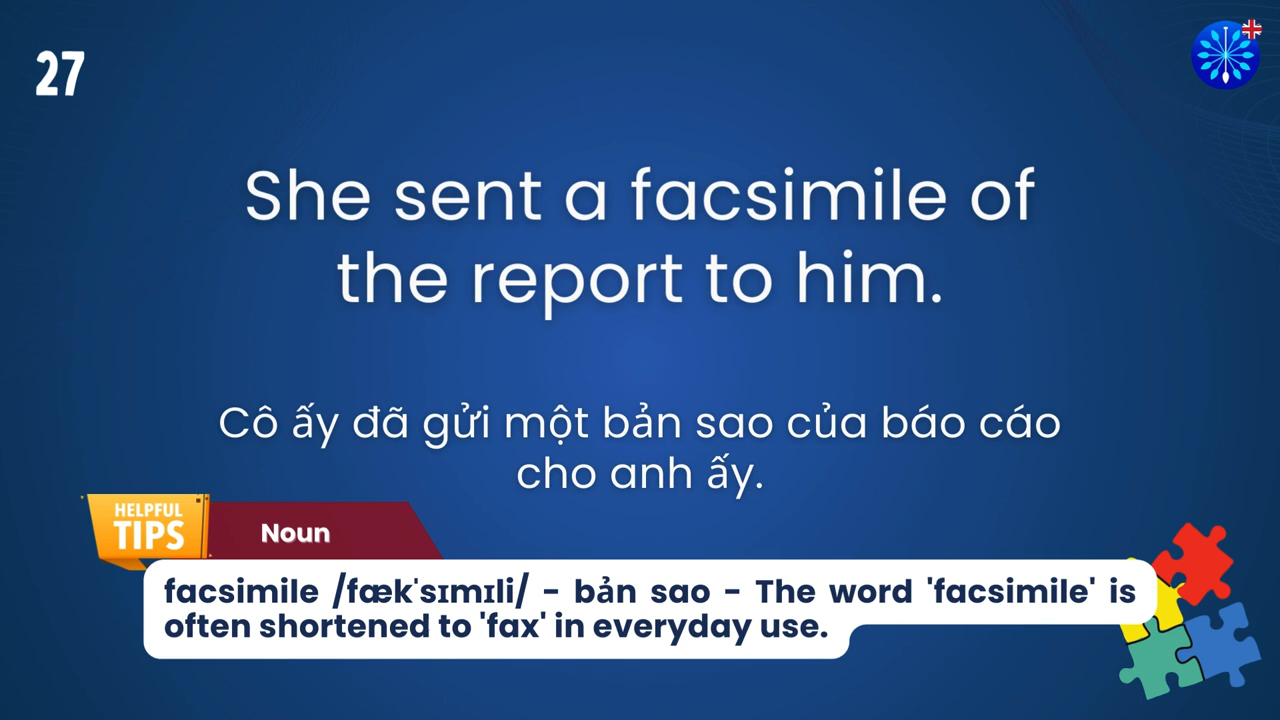 27
She sent a facsimile of
the report to him.
Cô ấy đã gửi một bản sao của báo cáo
cho anh ấy.
HELPFUL
TIPS
Noun
facsimile /fækˈsɪmɪli/ - bản sao - The word 'facsimile' is
often shortened to 'fax' in everyday use.